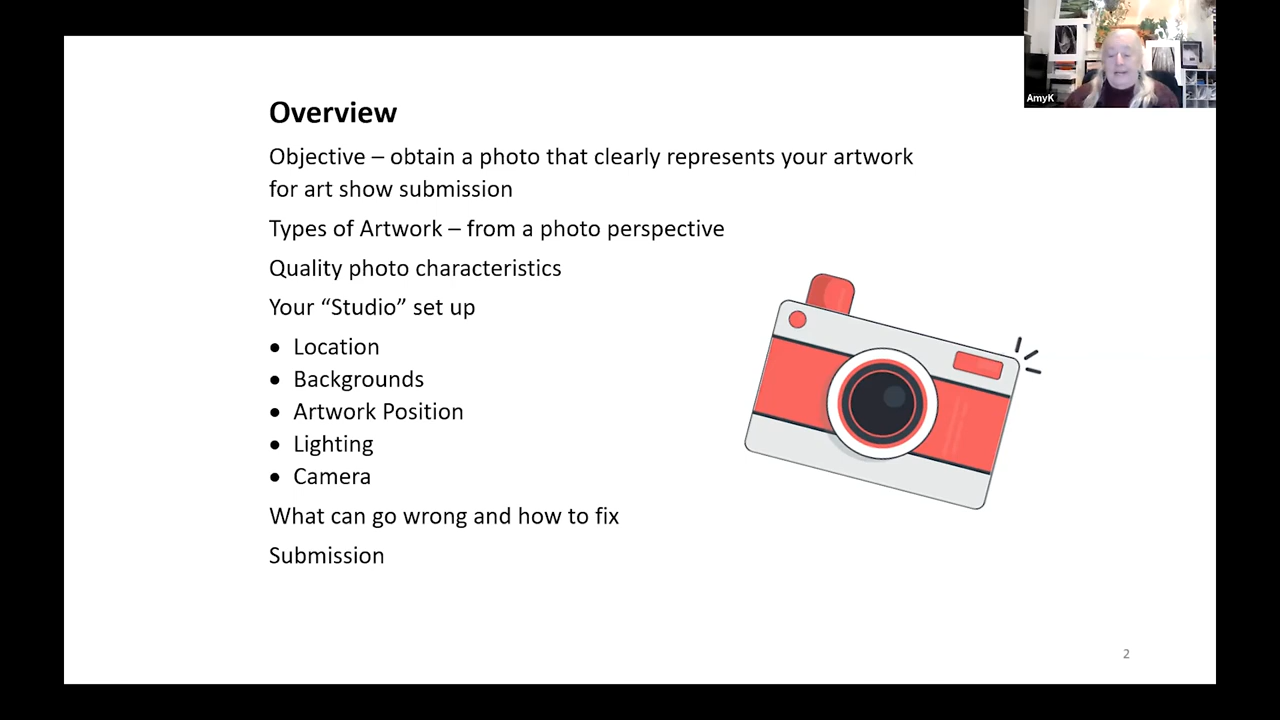 AmyK
Overview
Objective – obtain a photo that clearly represents your artwork
for art show submission
Types of Artwork – from a photo perspective
Quality photo characteristics
Your “Studio” set up
• Location
• Backgrounds
• Artwork Position
• Lighting
• Camera
What can go wrong and how to fix
Submission
2